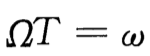 ΩT = ω